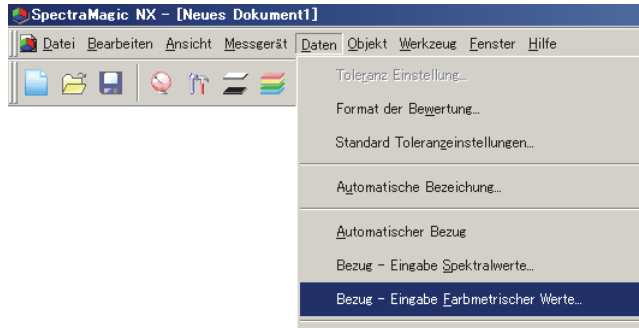 SpectraMagic NX - [Neues Dokument1]
Datei Bearbeiten Ansicht Messgerät Daten Objekt Werkzeug Fenster Hilfe
Toleranz Einstellung...
Format der Bewertung...
Standard Toleranzeinstellungen...
Automatische Bezeichung...
Automatischer Bezug
Bezug - Eingabe Spektralwerte...
Bezug - Eingabe Farbmetrischer Werte...